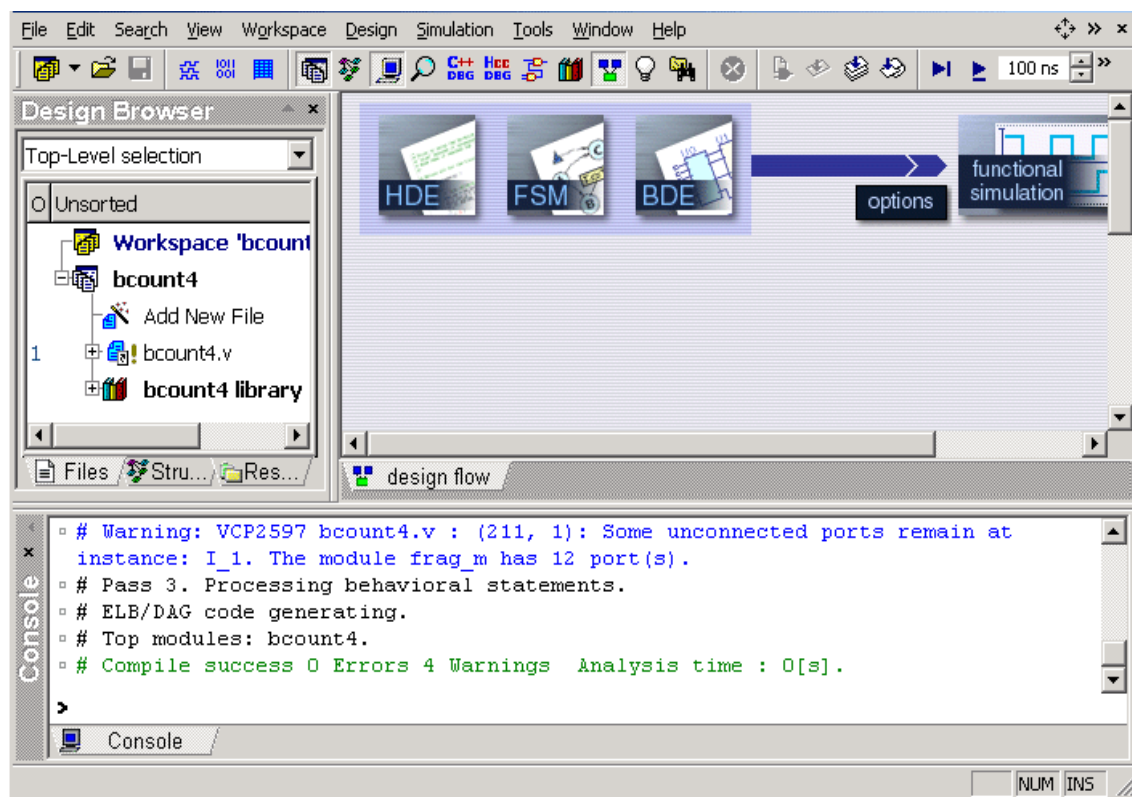 File Edit Search View Workspace Design Simulation Tools Window Help
C++ DBG HCC DBG 100 ns
Design Browser
Top-Level selection
O Unsorted
Workspace 'bcount
bcount4
Add New File
1 bcount4.v
bcount4 library
Files Stru... Res...
HDE FSM BDE
options
functional
simulation
design flow
Console
# Warning: VCP2597 bcount4.v : (211, 1): Some unconnected ports remain at
instance: I_1. The module frag_m has 12 port(s).
# Pass 3. Processing behavioral statements.
# ELB/DAG code generating.
# Top modules: bcount4.
# Compile success 0 Errors 4 Warnings  Analysis time : 0[s].
>
Console
NUM INS